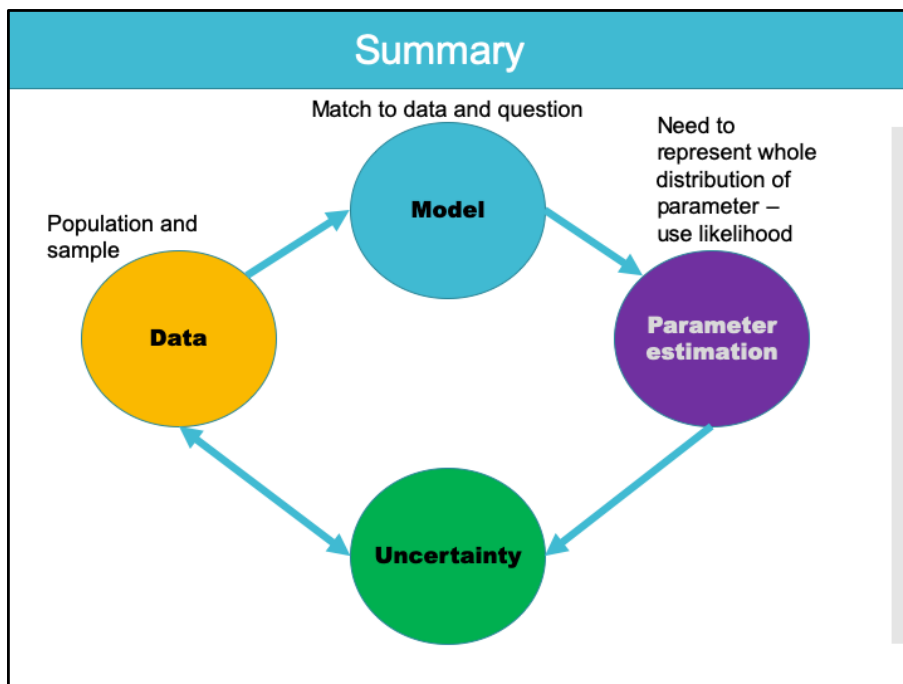 Summary
Match to data and question
Need to
represent whole
distribution of
parameter –
use likelihood
Model
Population and
sample
Data
Parameter
estimation
Uncertainty